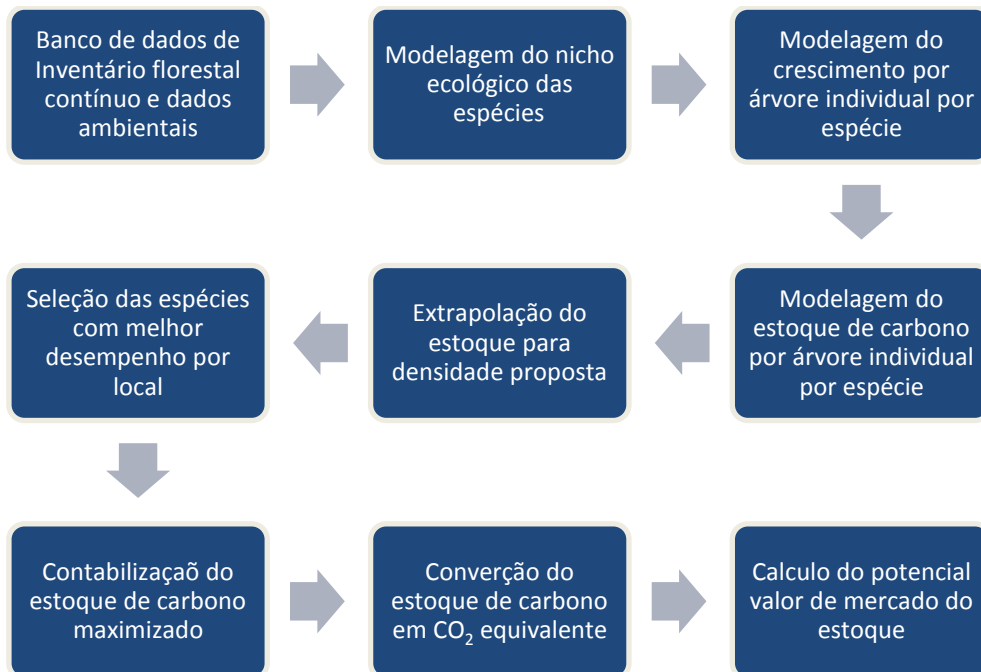 Banco de dados de
Inventário florestal
contínuo e dados
ambientais
Modelagem do nicho
ecológico das
espécies
Modelagem do
crescimento por
árvore individual por
espécie
Modelagem do
estoque de carbono
por árvore individual
por espécie
Extrapolação do
estoque para
densidade proposta
Seleção das espécies
com melhor
desempenho por
local
Contabilizaçaõ do
estoque de carbono
maximizado
Converção do
estoque de carbono
em CO₂ equivalente
Calculo do potencial
valor de mercado do
estoque